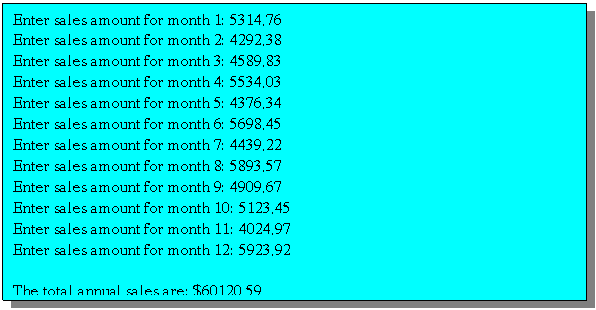 Enter sales amount for month 1: 5314.76
Enter sales amount for month 2: 4292.38
Enter sales amount for month 3: 4589.83
Enter sales amount for month 4: 5534.03
Enter sales amount for month 5: 4376.34
Enter sales amount for month 6: 5698.45
Enter sales amount for month 7: 4439.22
Enter sales amount for month 8: 5893.57
Enter sales amount for month 9: 4909.67
Enter sales amount for month 10: 5123.45
Enter sales amount for month 11: 4024.97
Enter sales amount for month 12: 5923.92
The total annual sales are: $60120.59